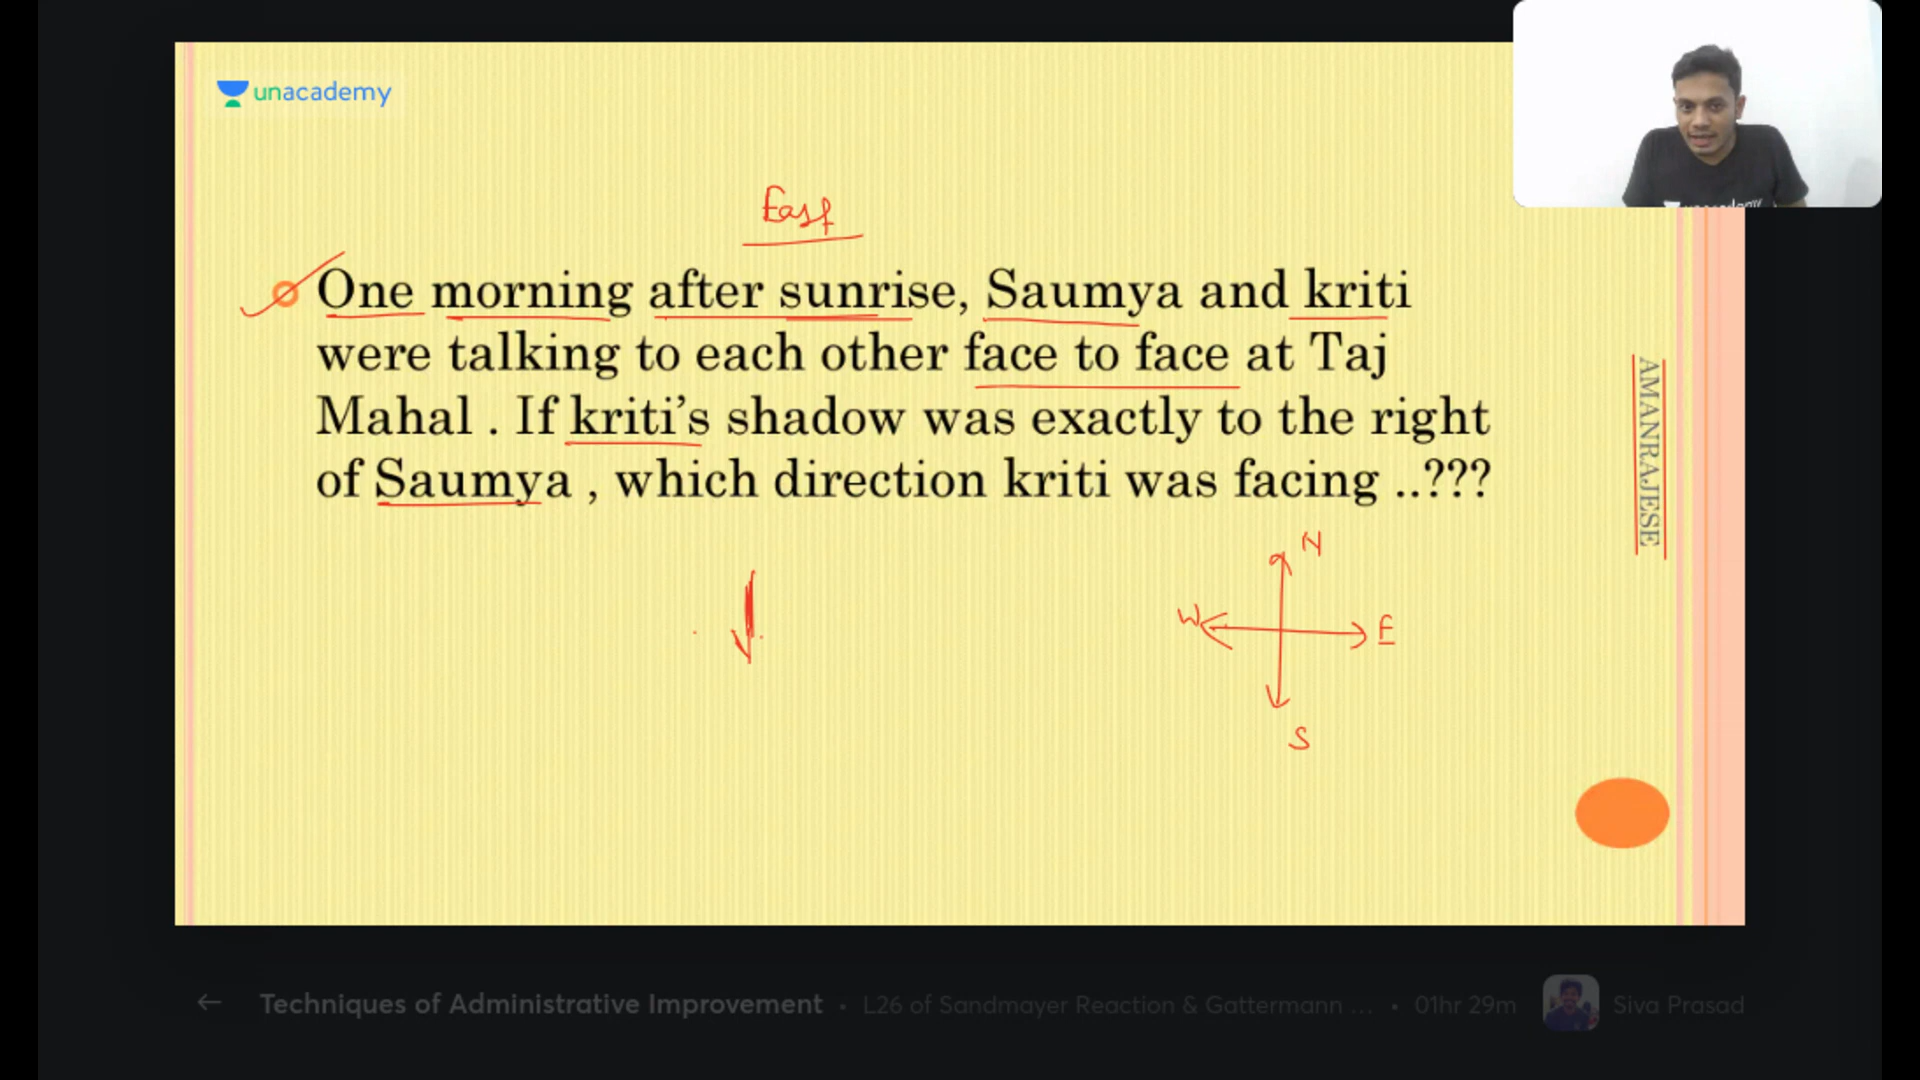 unacademy
East
One morning after sunrise, Saumya and kriti
were talking to each other face to face at Taj
Mahal . If kriti's shadow was exactly to the right
of Saumya , which direction kriti was facing ..???
AMANRAJESE
N
W
E
S
Techniques of Administrative Improvement • L26 of Sandmayer Reaction & Gattermann ... • 01hr 29m Siva Prasad